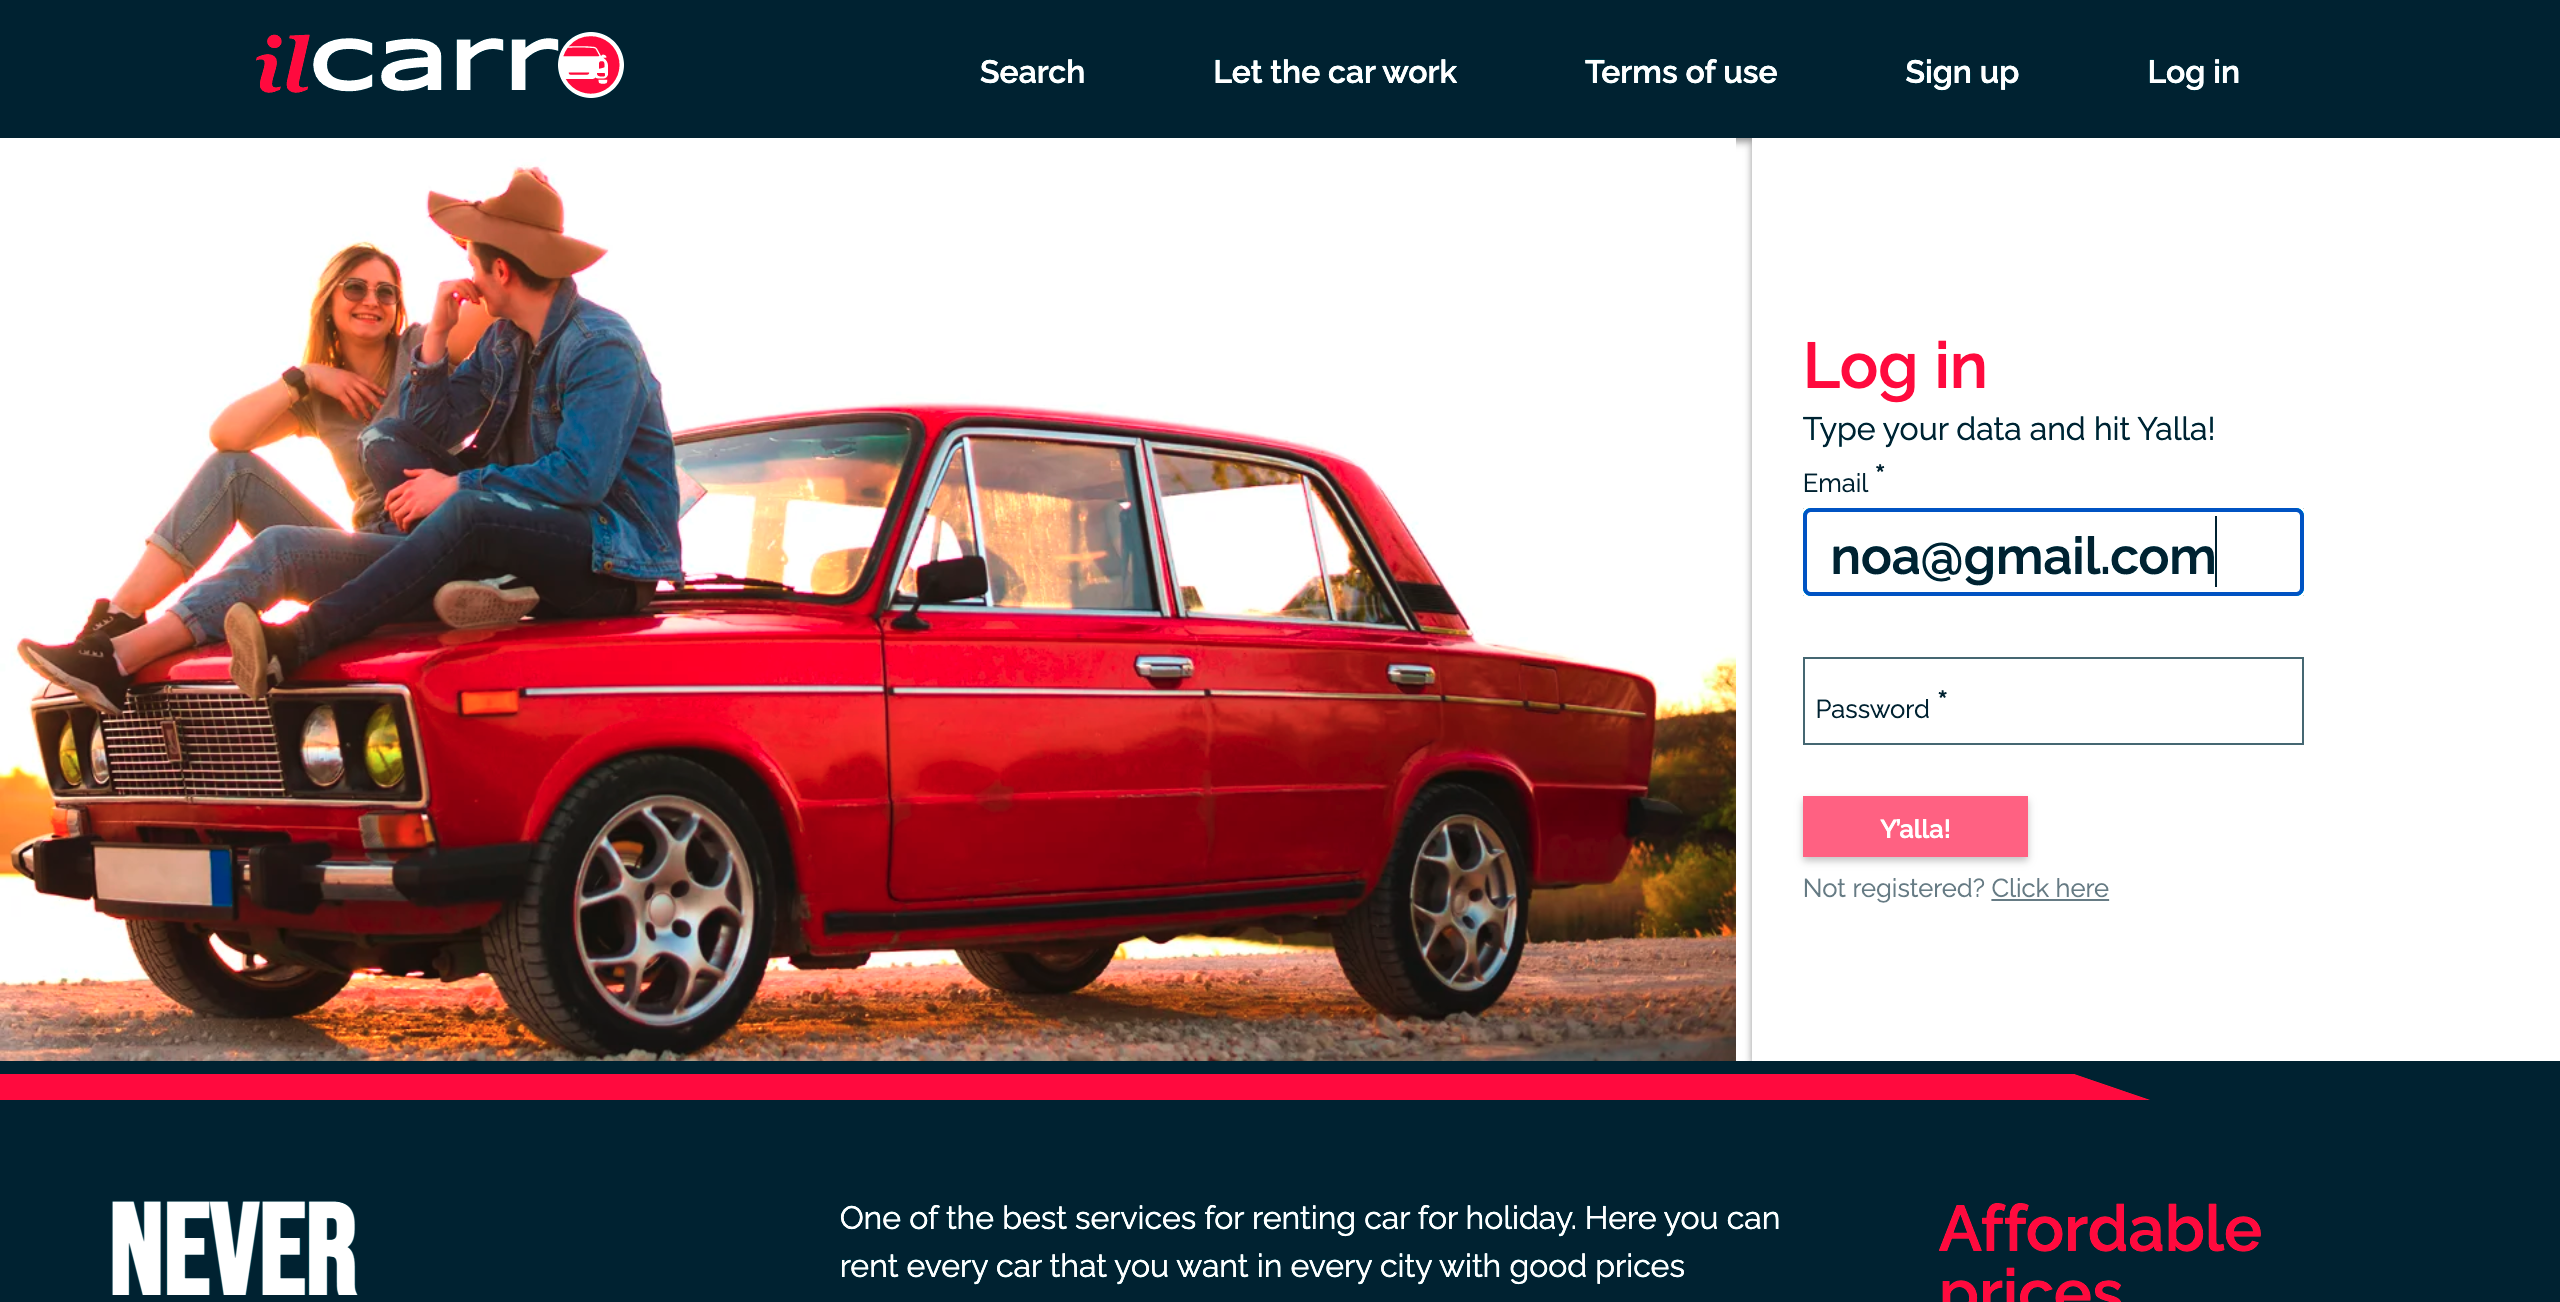 ilcarro
Search Let the car work Terms of use Sign up Log in
Log in
Type your data and hit Yalla!
Email *
noa@gmail.com
Password *
Y'alla!
Not registered? Click here
NEVER
One of the best services for renting car for holiday. Here you can
rent every car that you want in every city with good prices
Affordable
prices